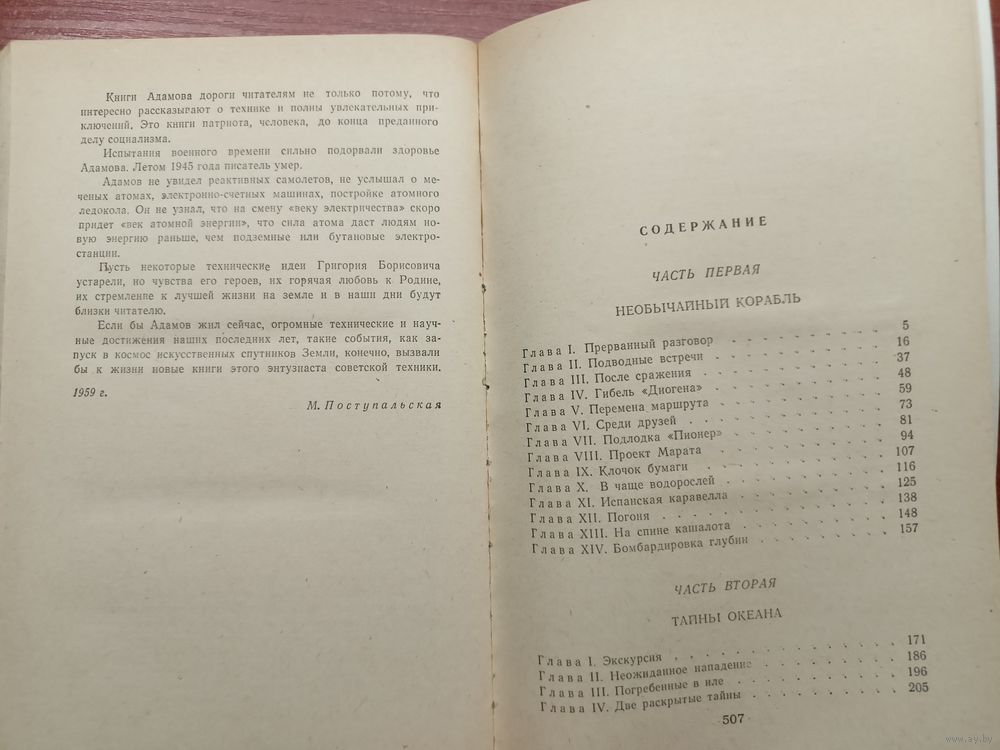 Книги Адамова дороги читателям не только потому, что
интересно рассказывают о технике и полны увлекательных при-
ключений. Это книги патриота, человека, до конца преданного
делу социализма.
Испытания военного времени сильно подорвали здоровье
Адамова. Летом 1945 года писатель умер.
Адамов не увидел реактивных самолетов, не услышал о ме-
ченых атомах, электронно-счетных машинах, постройке атомного
ледокола. Он не узнал, что на смену «веку электричества» скоро
придет «век атомной энергии», что сила атома даст людям но-
вую энергию раньше, чем подземные или бутановые электро-
станции.
Пусть некоторые технические идеи Григория Борисовича
устарели, но чувства его героев, их горячая любовь к Родине,
их стремление к лучшей жизни на земле и в наши дни будут
близки читателю.
Если бы Адамов жил сейчас, огромные технические и науч-
ные достижения наших последних лет, такие события, как за-
пуск в космос искусственных спутников Земли, конечно, вызвали
бы к жизни новые книги этого энтузиаста советской техники.
1959 г.
М. Поступальская
СОДЕРЖАНИЕ
ЧАСТЬ ПЕРВАЯ
НЕОБЫЧАЙНЫЙ КОРАБЛЬ
Глава I. Прерванный разговор 5
Глава II. Подводные встречи 16
Глава III. После сражения 37
Глава IV. Гибель «Диогена» 48
Глава V. Перемена маршрута 59
Глава VI. Среди друзей 73
Глава VII. Подлодка «Пионер» 81
Глава VIII. Проект Марата 94
Глава IX. Клочок бумаги 107
Глава X. В чаще водорослей 116
Глава XI. Испанская каравелла 125
Глава XII. Погоня 138
Глава XIII. На спине кашалота 148
Глава XIV. Бомбардировка глубин 157
ЧАСТЬ ВТОРАЯ
ТАЙНЫ ОКЕАНА
Глава I. Экскурсия 171
Глава II. Неожиданное нападение 186
Глава III. Погребенные в иле 196
Глава IV. Две раскрытые тайны 205
507
www.ay.by